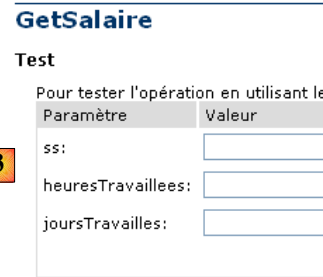 GetSalaire
Test
Pour tester l'opération en utilisant le
Paramètre Valeur
ss:
heuresTravaillees:
joursTravailles: